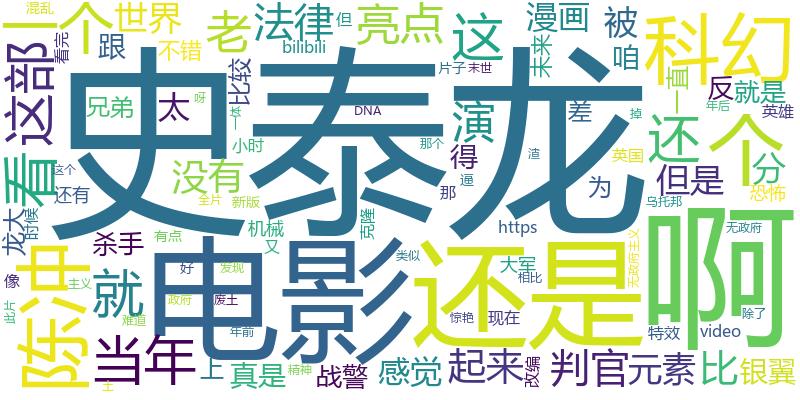 混乱
看完
一个
世界
不错
老
法律
bilibili
亮点
但
这
漫画
未来
被
咱
科幻
这部
跟
兄弟
太
比较
一体
史泰龙
片子
末世
DNA
演
差
一直
反
就是
年后
英雄
呀
掉
看
这个
还有
没有
小时
那个
得
逼
那
渣
英国
为
还
个
但是
分
恐怖
龙大
时候
全片
新版
杀手
有点
机械
又
克隆
https
乌托邦
无政府
啊
像
陈冲
主义
就
好
发现
政府
废土
电影
类似
还是
大军
相比
无政府主义
此片
难道
年前
惊艳
现在
除了
特效
video
当年
土
上
真是
精神
战警
感觉
起来
改编
判官
元素
比
银翼